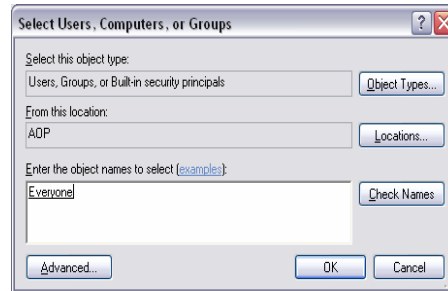 Select Users, Computers, or Groups
Select this object type:
Users, Groups, or Built-in security principals
Object Types...
From this location:
AOP
Locations...
Enter the object names to select (examples):
Everyone
Check Names
Advanced...
OK
Cancel